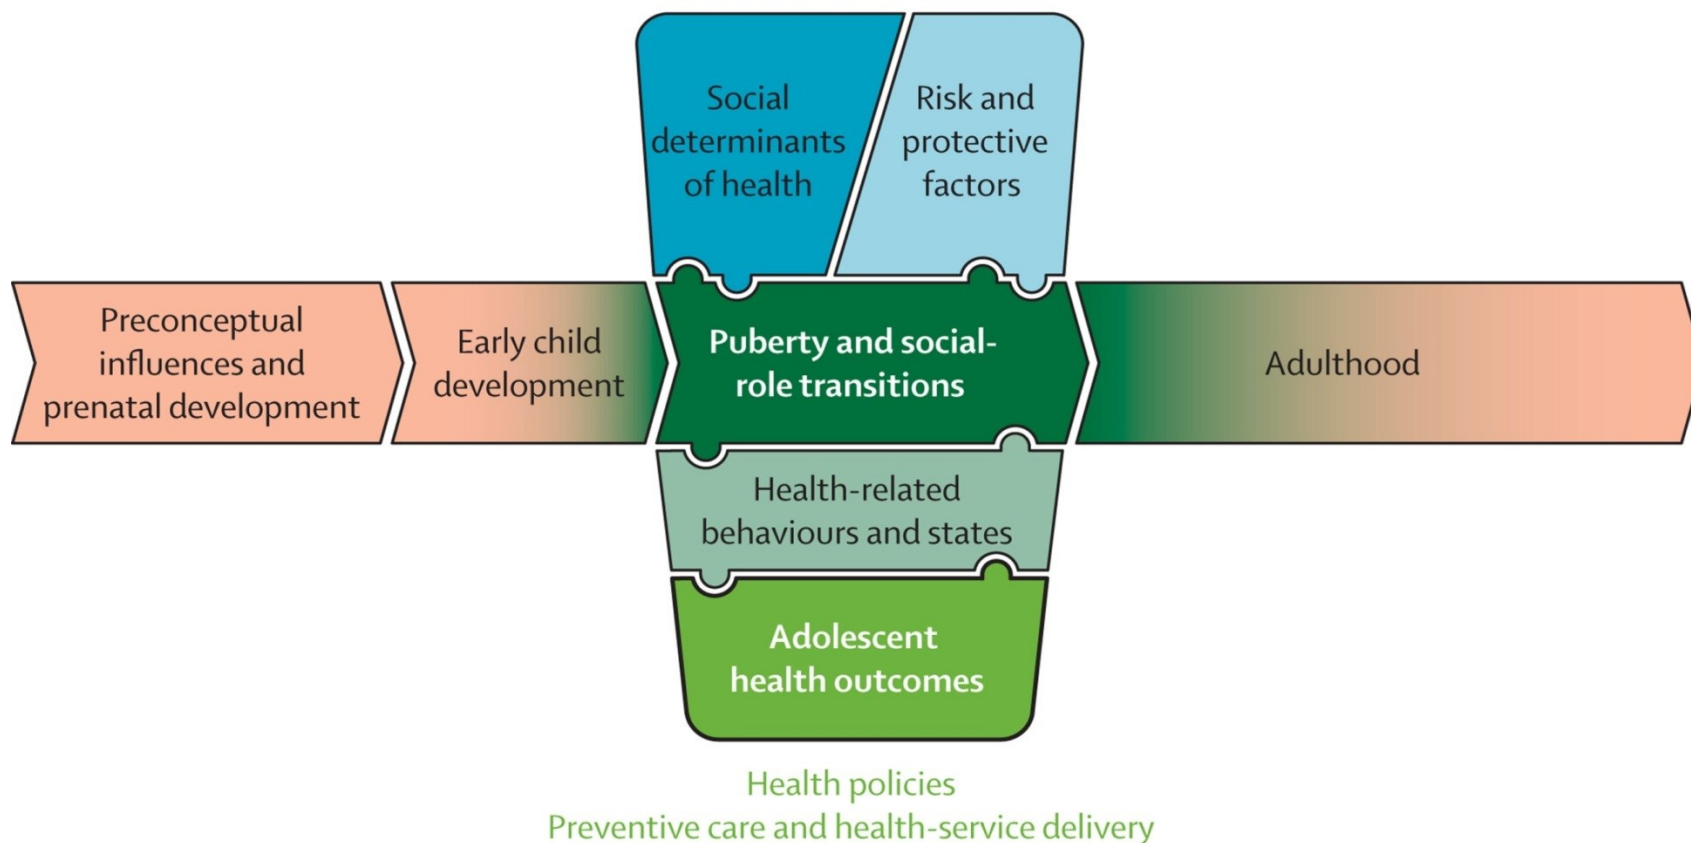 Social
determinants
of health
Risk and
protective
factors
Preconceptual
influences and
prenatal development
Early child
development
Puberty and social-
role transitions
Adulthood
Health-related
behaviours and states
Adolescent
health outcomes
Health policies
Preventive care and health-service delivery